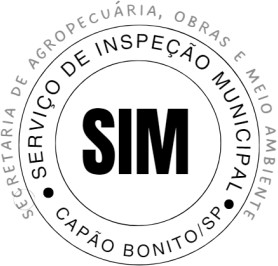 SECRETARIA DE AGROPECUÁRIA, OBRAS E MEIO AMBIENTE
SERVIÇO DE INSPEÇÃO MUNICIPAL
SIM
• CAPÃO BONITO/SP •